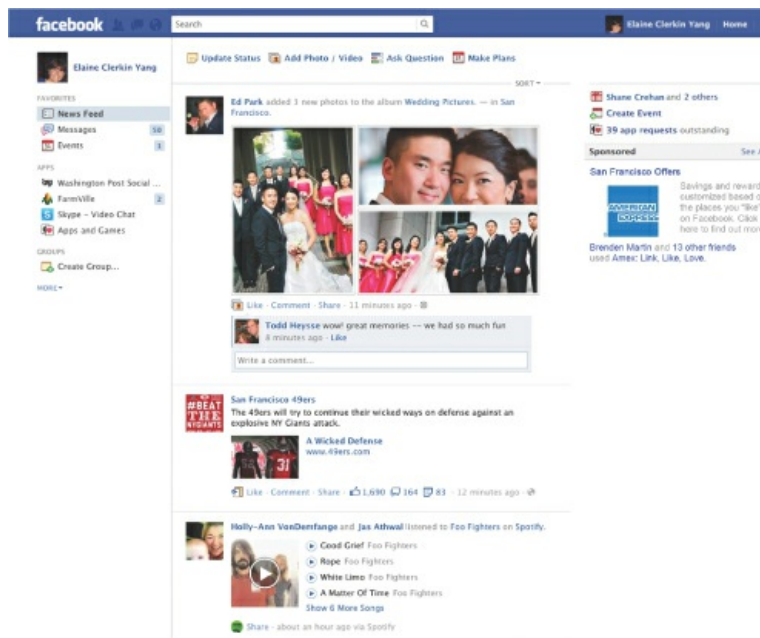 facebook
Search
Elaine Clerkin Yang Home
Elaine Clerkin Yang
FAVORITES
News Feed
Messages 50
Events 1
APPS
Washington Post Social ...
FarmVille 2
Skype - Video Chat
Apps and Games
GROUPS
Create Group...
MORE
Update Status Add Photo / Video Ask Question Make Plans
SORT
Ed Park added 3 new photos to the album Wedding Pictures. — in San
Francisco.
Like · Comment · Share · 11 minutes ago
Todd Heysse wow! great memories -- we had so much fun
8 minutes ago · Like
Write a comment...
#BEAT
THE
NYGIANTS
San Francisco 49ers
The 49ers will try to continue their wicked ways on defense against an
explosive NY Giants attack.
31
A Wicked Defense
www.49ers.com
Like · Comment · Share · 1,690 164 83 · 12 minutes ago
Holly-Ann VonDemfange and Jas Athwal listened to Foo Fighters on Spotify.
Good Grief Foo Fighters
Rope Foo Fighters
White Limo Foo Fighters
A Matter Of Time Foo Fighters
Show 6 More Songs
Share · about an hour ago via Spotify
Shane Crehan and 2 others
Create Event
39 app requests outstanding
Sponsored See
San Francisco Offers
AMERICAN
EXPRESS
Savings and reward
customized based o
the places you "like"
on Facebook. Click
here to find out mor
Brenden Martin and 13 other friends
used Amex: Link, Like, Love.